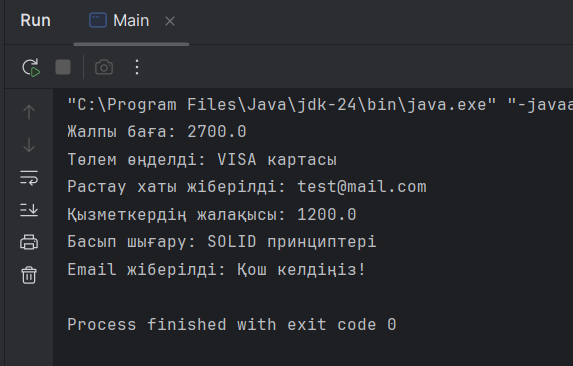 Run Main
"C:\Program Files\Java\jdk-24\bin\java.exe" "-javaa
Жалпы баға: 2700.0
Төлем өңделді: VISA картасы
Растау хаты жіберілді: test@mail.com
Қызметкердің жалақысы: 1200.0
Басып шығару: SOLID принциптері
Email жіберілді: Қош келдіңіз!
Process finished with exit code 0